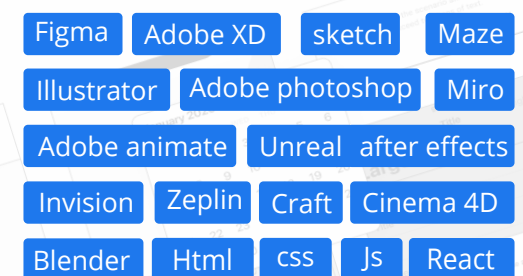 Figma Adobe XD sketch Maze
Illustrator Adobe photoshop Miro
Adobe animate Unreal after effects
Invision Zeplin Craft Cinema 4D
Blender Html css Js React